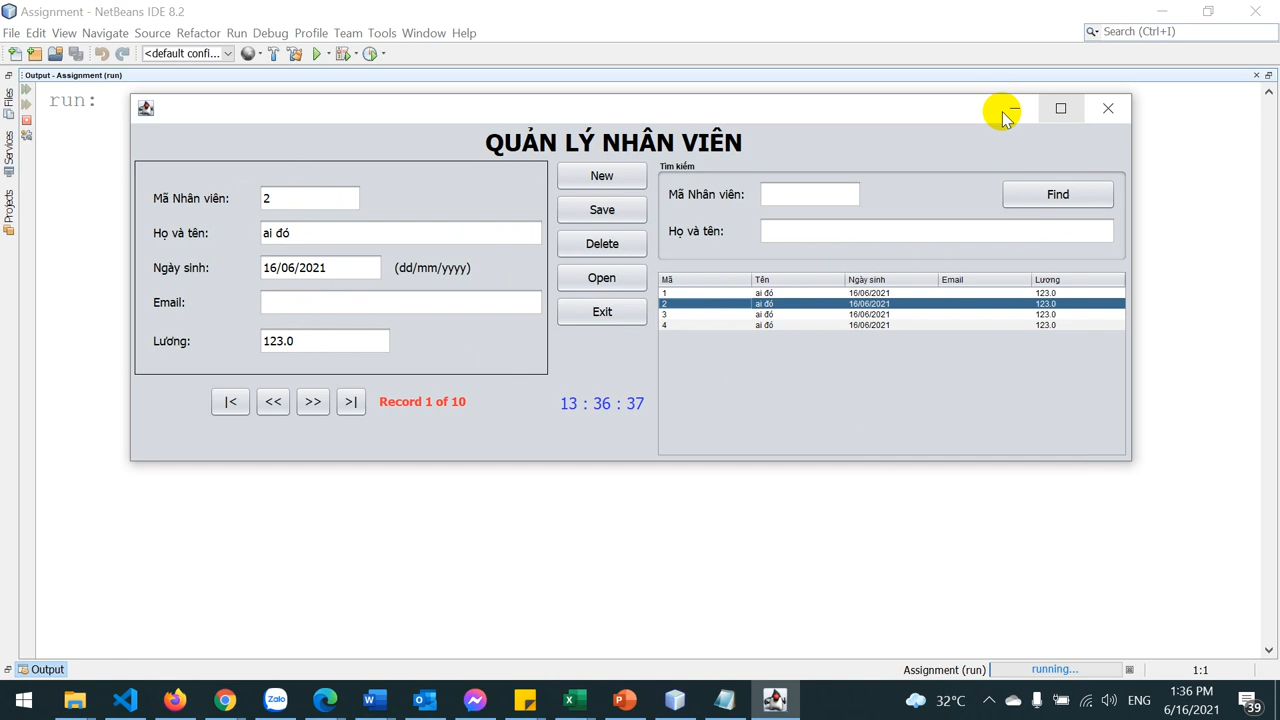 Assignment - NetBeans IDE 8.2
File Edit View Navigate Source Refactor Run Debug Profile Team Tools Window Help
Search (Ctrl+I)
<default confi...
Output - Assignment (run)
run:
Files
Services
Projects
QUẢN LÝ NHÂN VIÊN
Mã Nhân viên: 2
Họ và tên: ai đó
Ngày sinh: 16/06/2021 (dd/mm/yyyy)
Email:
Lương: 123.0
|< << >> >| Record 1 of 10
New
Save
Delete
Open
Exit
13 : 36 : 37
Tìm kiếm
Mã Nhân viên: Find
Họ và tên:
Mã Tên Ngày sinh Email Lương
1 ai đó 16/06/2021 123.0
2 ai đó 16/06/2021 123.0
3 ai đó 16/06/2021 123.0
4 ai đó 16/06/2021 123.0
Output
Assignment (run) running... 1:1
Zalo
32°C ENG 1:36 PM
6/16/2021 39